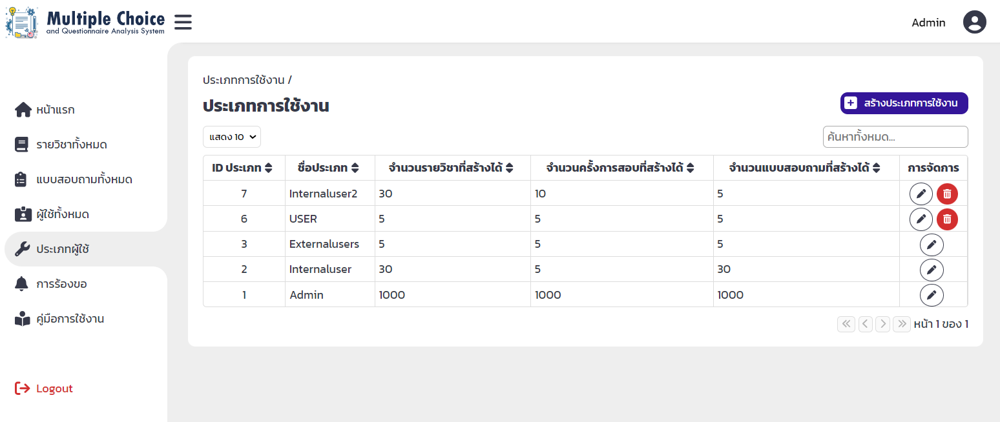 Multiple Choice
and Questionnaire Analysis System
Admin
หน้าแรก
รายวิชาทั้งหมด
แบบสอบถามทั้งหมด
ผู้ใช้ทั้งหมด
ประเภทผู้ใช้
การร้องขอ
คู่มือการใช้งาน
Logout
ประเภทการใช้งาน /
ประเภทการใช้งาน
สร้างประเภทการใช้งาน
แสดง 10
ค้นหาทั้งหมด...
ID ประเภท ชื่อประเภท จำนวนรายวิชาที่สร้างได้ จำนวนครั้งการสอบที่สร้างได้ จำนวนแบบสอบถามที่สร้างได้ การจัดการ
7 Internaluser2 30 10 5
6 USER 5 5 5
3 Externalusers 5 5 5
2 Internaluser 30 5 30
1 Admin 1000 1000 1000
หน้า 1 ของ 1